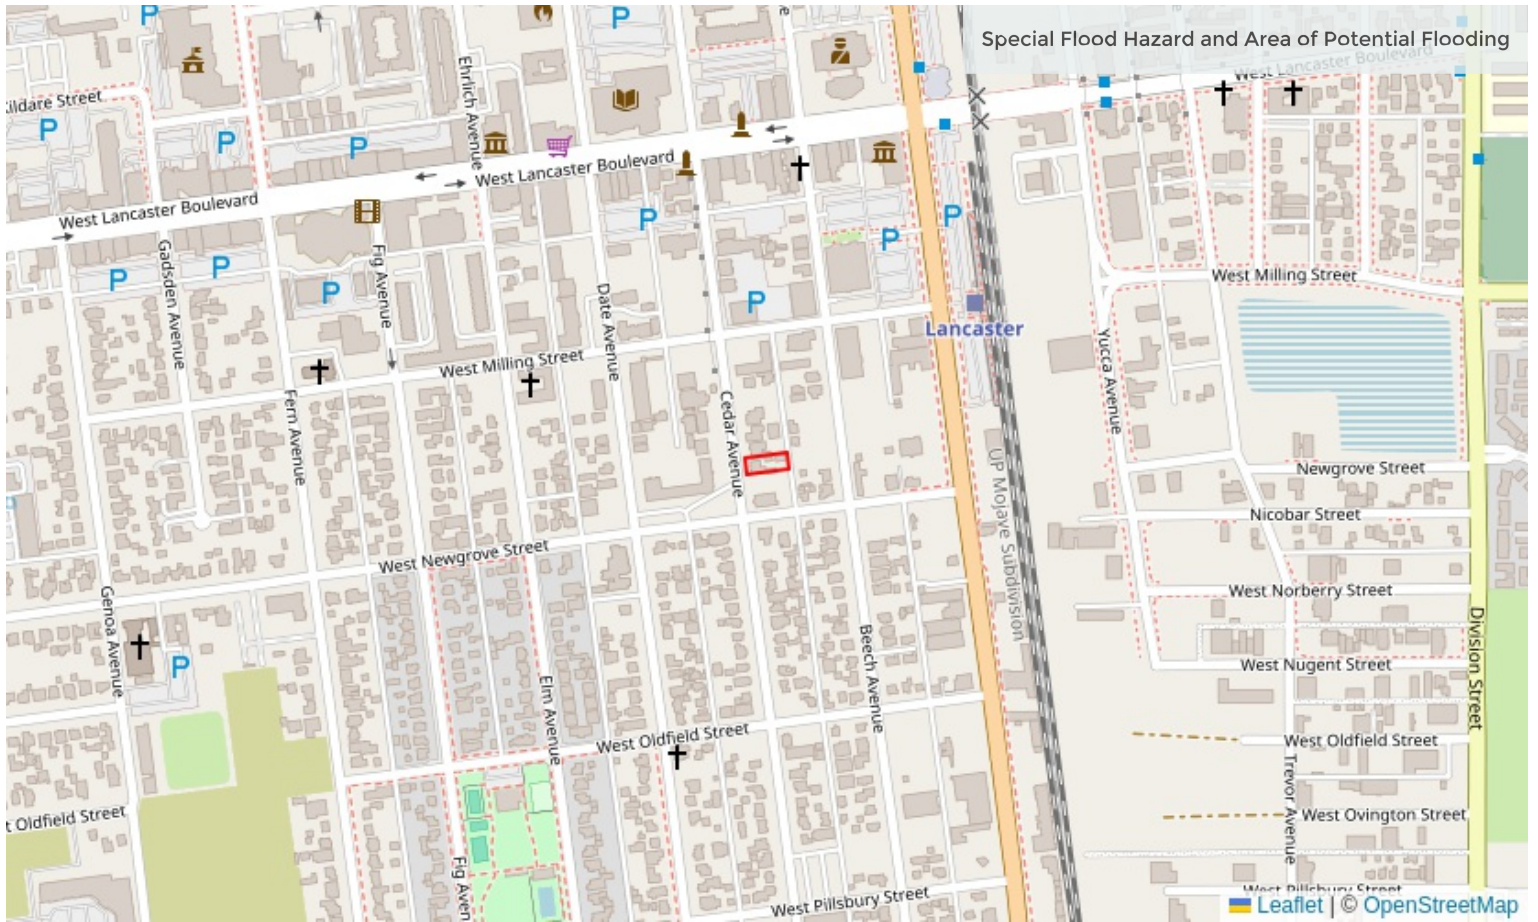 P
P
Special Flood Hazard and Area of Potential Flooding
West Lancaster Boulevard
Ehrlich Avenue
Kildare Street
P
P
P
West Lancaster Boulevard
West Lancaster Boulevard
P
P
P
Gadsden Avenue
P
P
Fig Avenue
P
West Milling Street
Date Avenue
P
Lancaster
Yucca Avenue
West Milling Street
Fern Avenue
Cedar Avenue
UP Mojave Subdivision
Newgrove Street
Nicobar Street
West Newgrove Street
Genoa Avenue
West Norberry Street
P
Beech Avenue
Division Street
West Nugent Street
Elm Avenue
West Oldfield Street
West Oldfield Street
Trevor Avenue
t Oldfield Street
West Ovington Street
Fig Aven
West Pillsbury Street
West Pillsbury Street
Leaflet | © OpenStreetMap